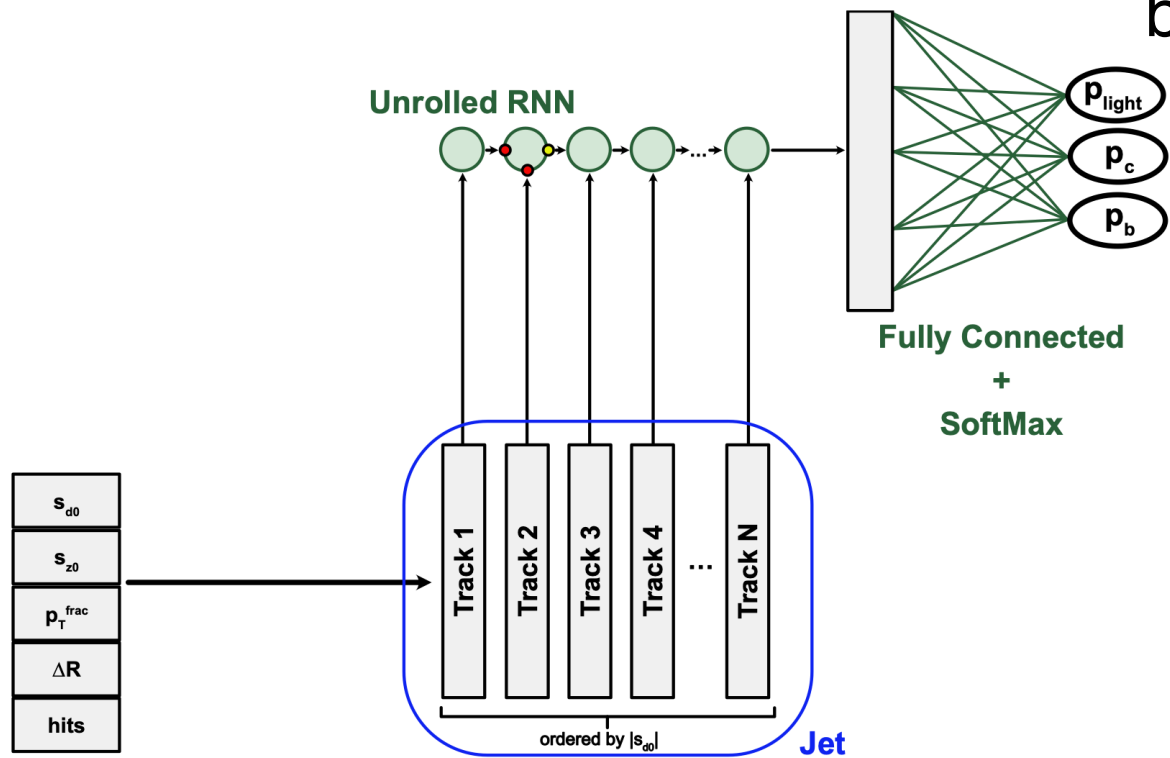 b
Unrolled RNN
...
p_light
p_c
p_b
Fully Connected
+
SoftMax
s_d0
s_z0
p_T^frac
ΔR
hits
Track 1
Track 2
Track 3
Track 4
...
Track N
ordered by |s_d0|
Jet